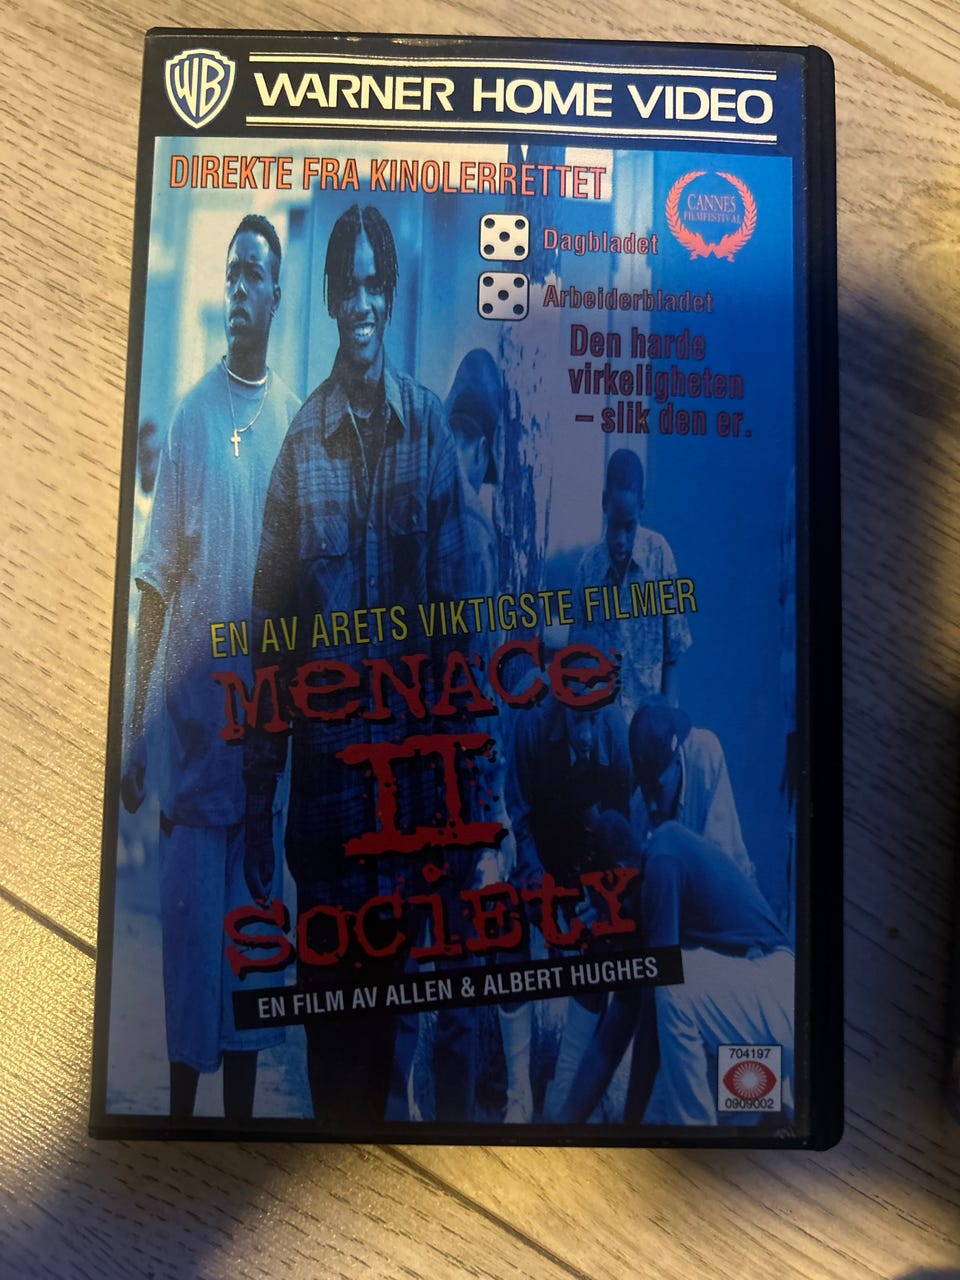 WB WARNER HOME VIDEO
DIREKTE FRA KINOLERRETTET
CANNES
FILMFESTIVAL
Dagbladet
Arbeiderbladet
Den harde
virkeligheten
– slik den er.
EN AV ÅRETS VIKTIGSTE FILMER
MENACE
II
SOCIETY
EN FILM AV ALLEN & ALBERT HUGHES
704197
0909002